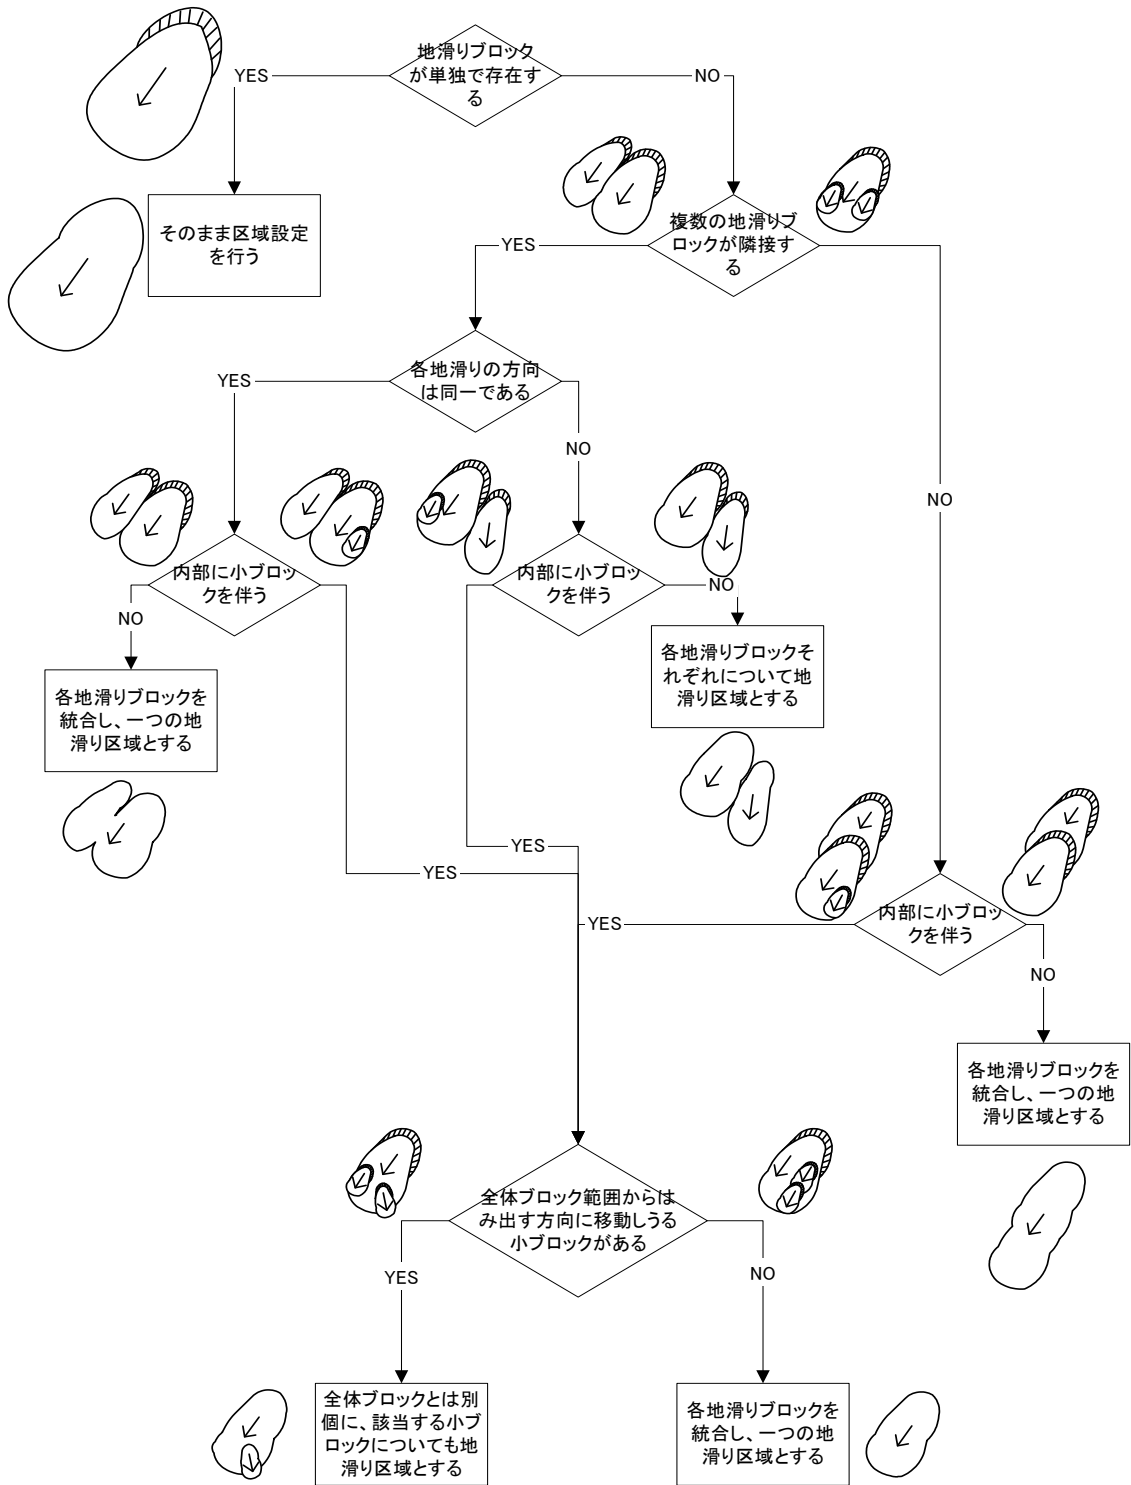 地滑りブロック
が単独で存在す
る
YES
NO
そのまま区域設定
を行う
複数の地滑りブ
ロックが隣接す
る
YES
各地滑りの方向
は同一である
YES
NO
NO
内部に小ブロッ
クを伴う
内部に小ブロッ
クを伴う
NO
NO
各地滑りブロックを
統合し、一つの地
滑り区域とする
各地滑りブロックそ
れぞれについて地
滑り区域とする
YES
YES
内部に小ブロッ
クを伴う
YES
NO
各地滑りブロックを
統合し、一つの地
滑り区域とする
全体ブロック範囲からは
み出す方向に移動しうる
小ブロックがある
YES
NO
全体ブロックとは別
個に、該当する小ブ
ロックについても地
滑り区域とする
各地滑りブロックを
統合し、一つの地
滑り区域とする